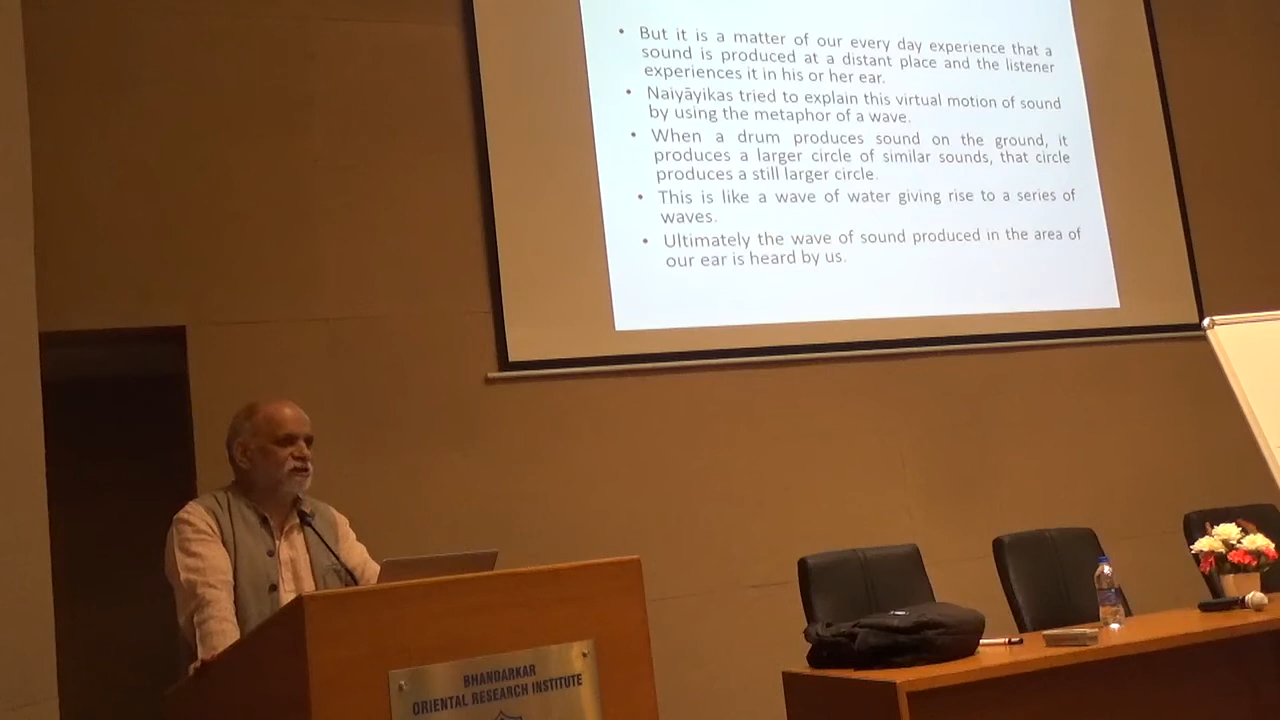 • But it is a matter of our every day experience that a
sound is produced at a distant place and the listener
experiences it in his or her ear.
• Naiyāyikas tried to explain this virtual motion of sound
by using the metaphor of a wave.
• When a drum produces sound on the ground, it
produces a larger circle of similar sounds, that circle
produces a still larger circle.
• This is like a wave of water giving rise to a series of
waves.
• Ultimately the wave of sound produced in the area of
our ear is heard by us.
BHANDARKAR
ORIENTAL RESEARCH INSTITUTE